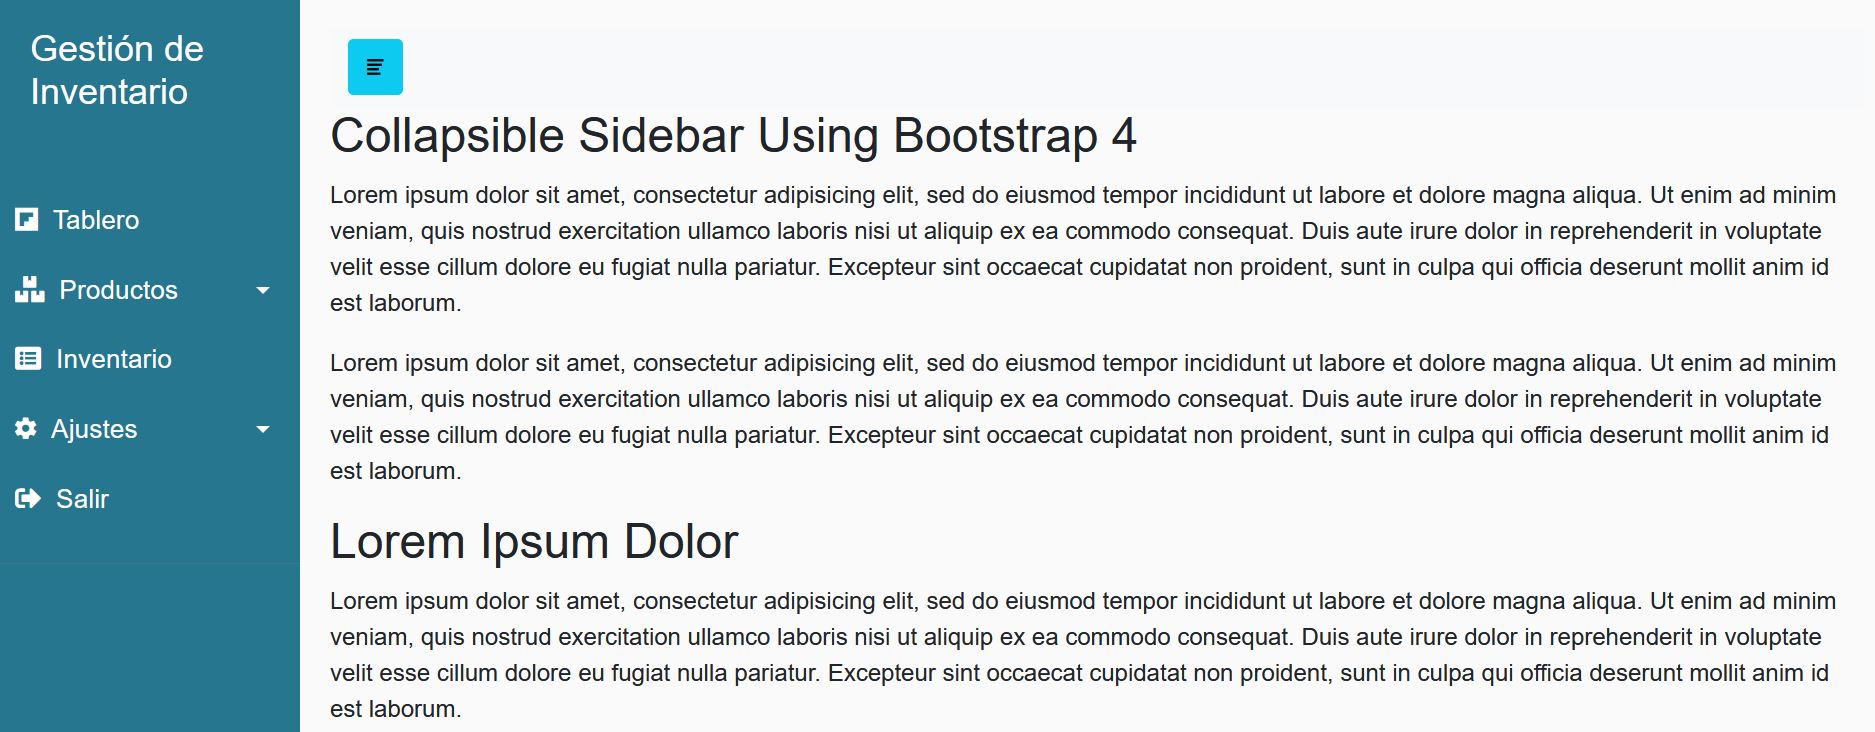 Gestión de
Inventario
Tablero
Productos
Inventario
Ajustes
Salir
Collapsible Sidebar Using Bootstrap 4
Lorem ipsum dolor sit amet, consectetur adipisicing elit, sed do eiusmod tempor incididunt ut labore et dolore magna aliqua. Ut enim ad minim
veniam, quis nostrud exercitation ullamco laboris nisi ut aliquip ex ea commodo consequat. Duis aute irure dolor in reprehenderit in voluptate
velit esse cillum dolore eu fugiat nulla pariatur. Excepteur sint occaecat cupidatat non proident, sunt in culpa qui officia deserunt mollit anim id
est laborum.
Lorem ipsum dolor sit amet, consectetur adipisicing elit, sed do eiusmod tempor incididunt ut labore et dolore magna aliqua. Ut enim ad minim
veniam, quis nostrud exercitation ullamco laboris nisi ut aliquip ex ea commodo consequat. Duis aute irure dolor in reprehenderit in voluptate
velit esse cillum dolore eu fugiat nulla pariatur. Excepteur sint occaecat cupidatat non proident, sunt in culpa qui officia deserunt mollit anim id
est laborum.
Lorem Ipsum Dolor
Lorem ipsum dolor sit amet, consectetur adipisicing elit, sed do eiusmod tempor incididunt ut labore et dolore magna aliqua. Ut enim ad minim
veniam, quis nostrud exercitation ullamco laboris nisi ut aliquip ex ea commodo consequat. Duis aute irure dolor in reprehenderit in voluptate
velit esse cillum dolore eu fugiat nulla pariatur. Excepteur sint occaecat cupidatat non proident, sunt in culpa qui officia deserunt mollit anim id
est laborum.